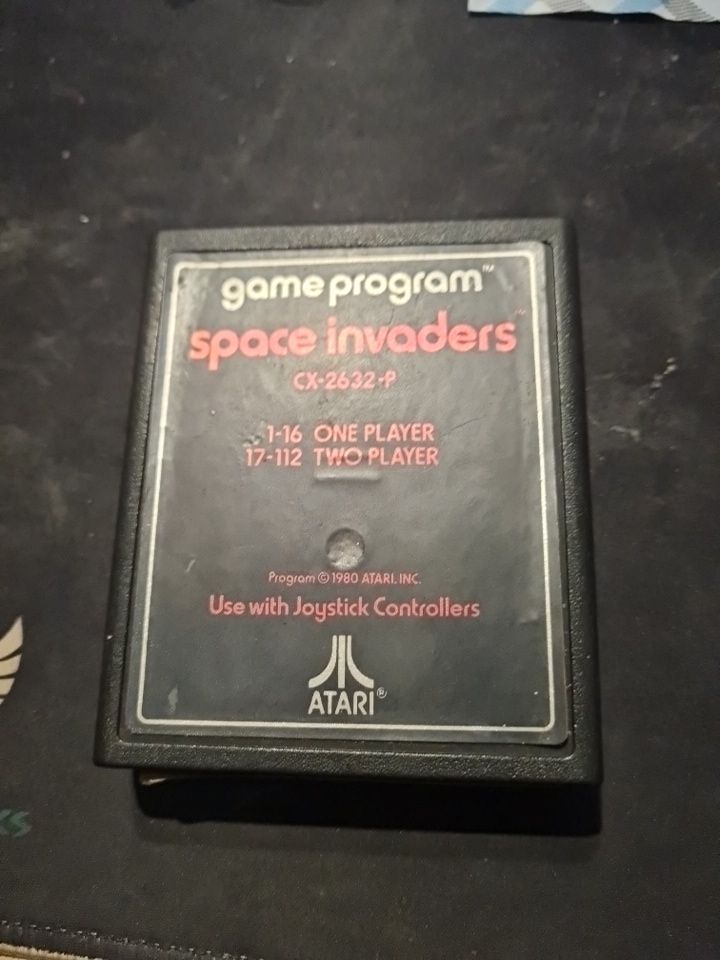 game program™
space invaders™
CX-2632-P
1-16 ONE PLAYER
17-112 TWO PLAYER
Program © 1980 ATARI, INC.
Use with Joystick Controllers
ATARI®